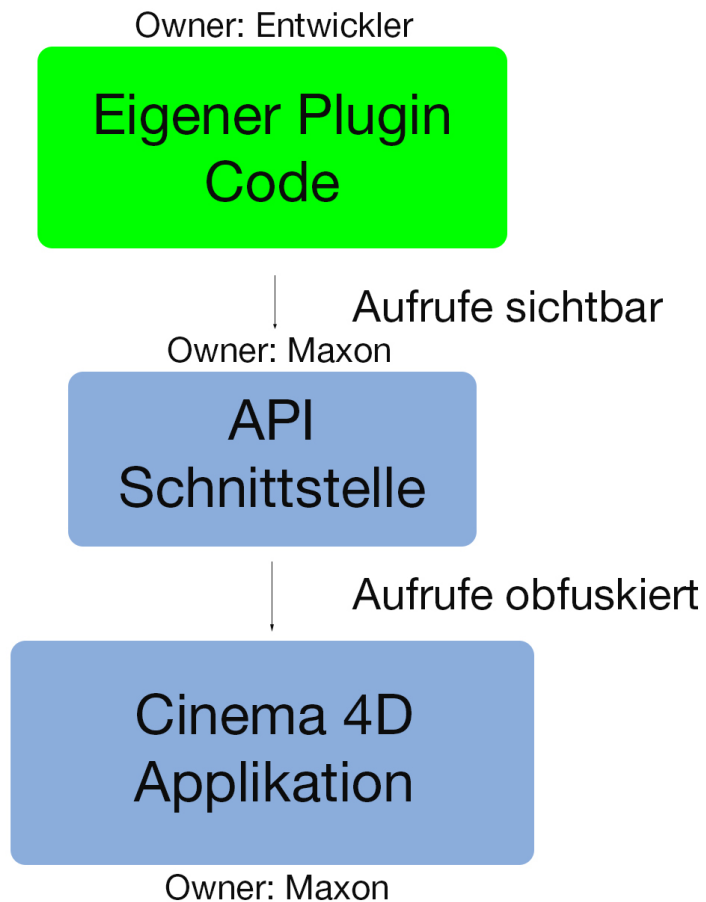 Owner: Entwickler
Eigener Plugin
Code
Aufrufe sichtbar
Owner: Maxon
API
Schnittstelle
Aufrufe obfuskiert
Cinema 4D
Applikation
Owner: Maxon